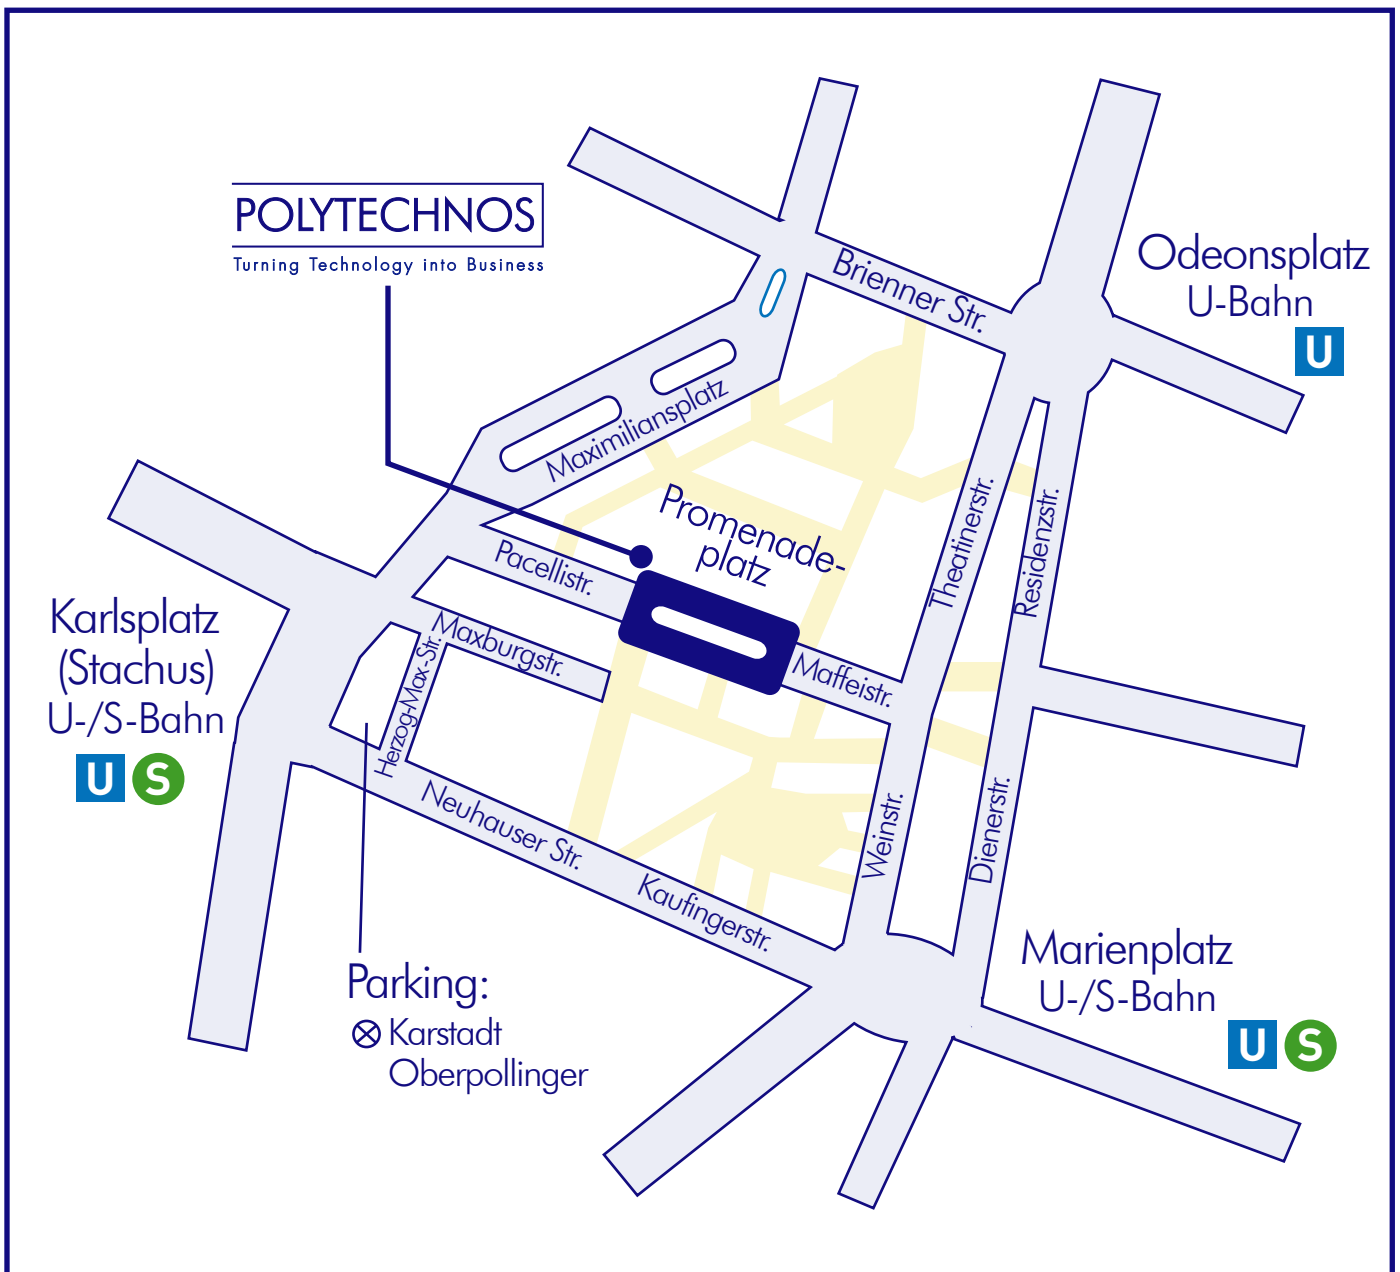 POLYTECHNOS
Turning Technology into Business
Brienner Str.
Odeonsplatz
U-Bahn
U
Maximiliansplatz
Promenade-
platz
Pacellistr.
Theatinerstr.
Residenzstr.
Karlsplatz
(Stachus)
U-/S-Bahn
U S
Maxburgstr.
Herzog-Max-Str.
Maffeistr.
Neuhauser Str.
Kaufingerstr.
Weinstr.
Dienerstr.
Marienplatz
U-/S-Bahn
U S
Parking:
Karstadt
Oberpollinger